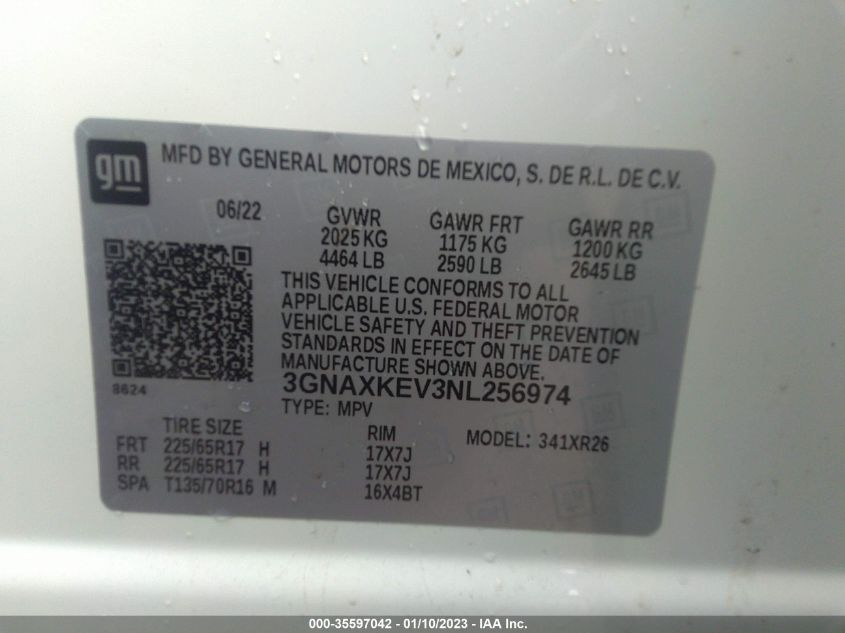 gm
MFD BY GENERAL MOTORS DE MEXICO, S. DE R.L. DE C.V.
06/22
GVWR
2025 KG
4464 LB
GAWR FRT
1175 KG
2590 LB
GAWR RR
1200 KG
2645 LB
THIS VEHICLE CONFORMS TO ALL
APPLICABLE U.S. FEDERAL MOTOR
VEHICLE SAFETY AND THEFT PREVENTION
STANDARDS IN EFFECT ON THE DATE OF
MANUFACTURE SHOWN ABOVE.
8624
3GNAXKEV3NL256974
TYPE: MPV
TIRE SIZE
RIM
MODEL: 341XR26
FRT 225/65R17 H 17X7J
RR 225/65R17 H 17X7J
SPA T135/70R16 M 16X4BT
000-35597042 - 01/10/2023 - IAA Inc.